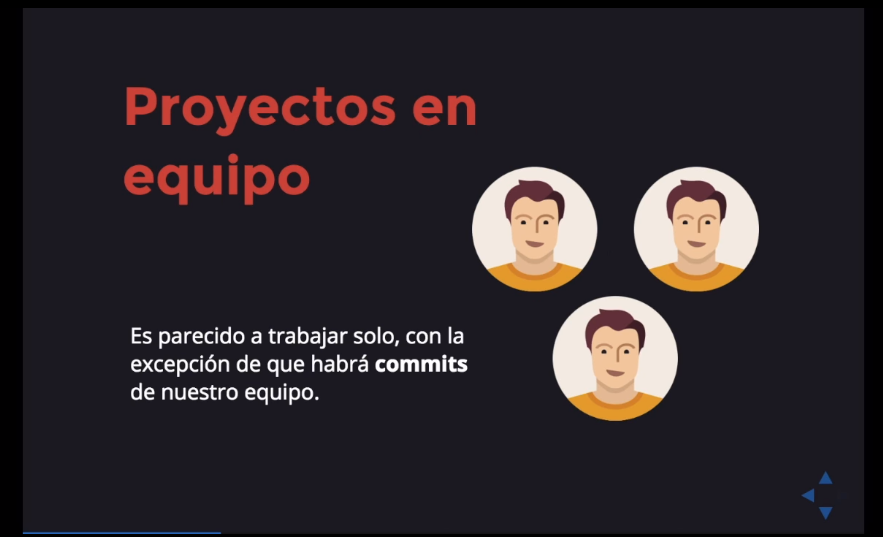 Proyectos en
equipo
Es parecido a trabajar solo, con la
excepción de que habrá commits
de nuestro equipo.